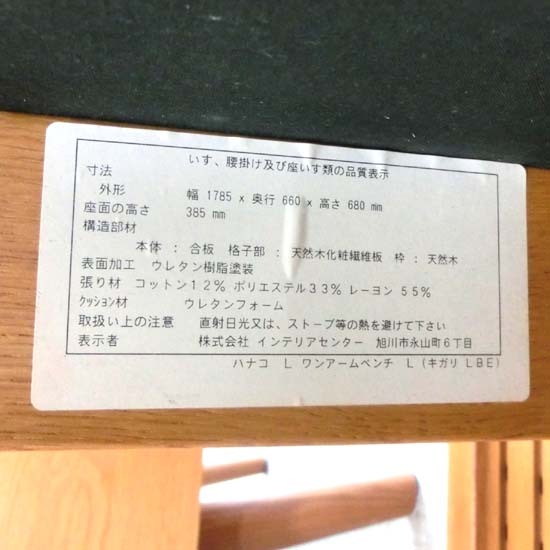 いす、腰掛け及び座いす類の品質表示
寸法
外形 幅 1785 x 奥行 660 x 高さ 680 mm
座面の高さ 385 mm
構造部材
本体 : 合板 格子部 : 天然木化粧繊維板 枠 : 天然木
表面加工 ウレタン樹脂塗装
張り材 コットン12% ポリエステル33% レーヨン 55%
クッション材 ウレタンフォーム
取扱い上の注意 直射日光又は、ストーブ等の熱を避けて下さい
表示者 株式会社 インテリアセンター 旭川市永山町6丁目
ハナコ L ワンアームベンチ L (キガリ LBE)